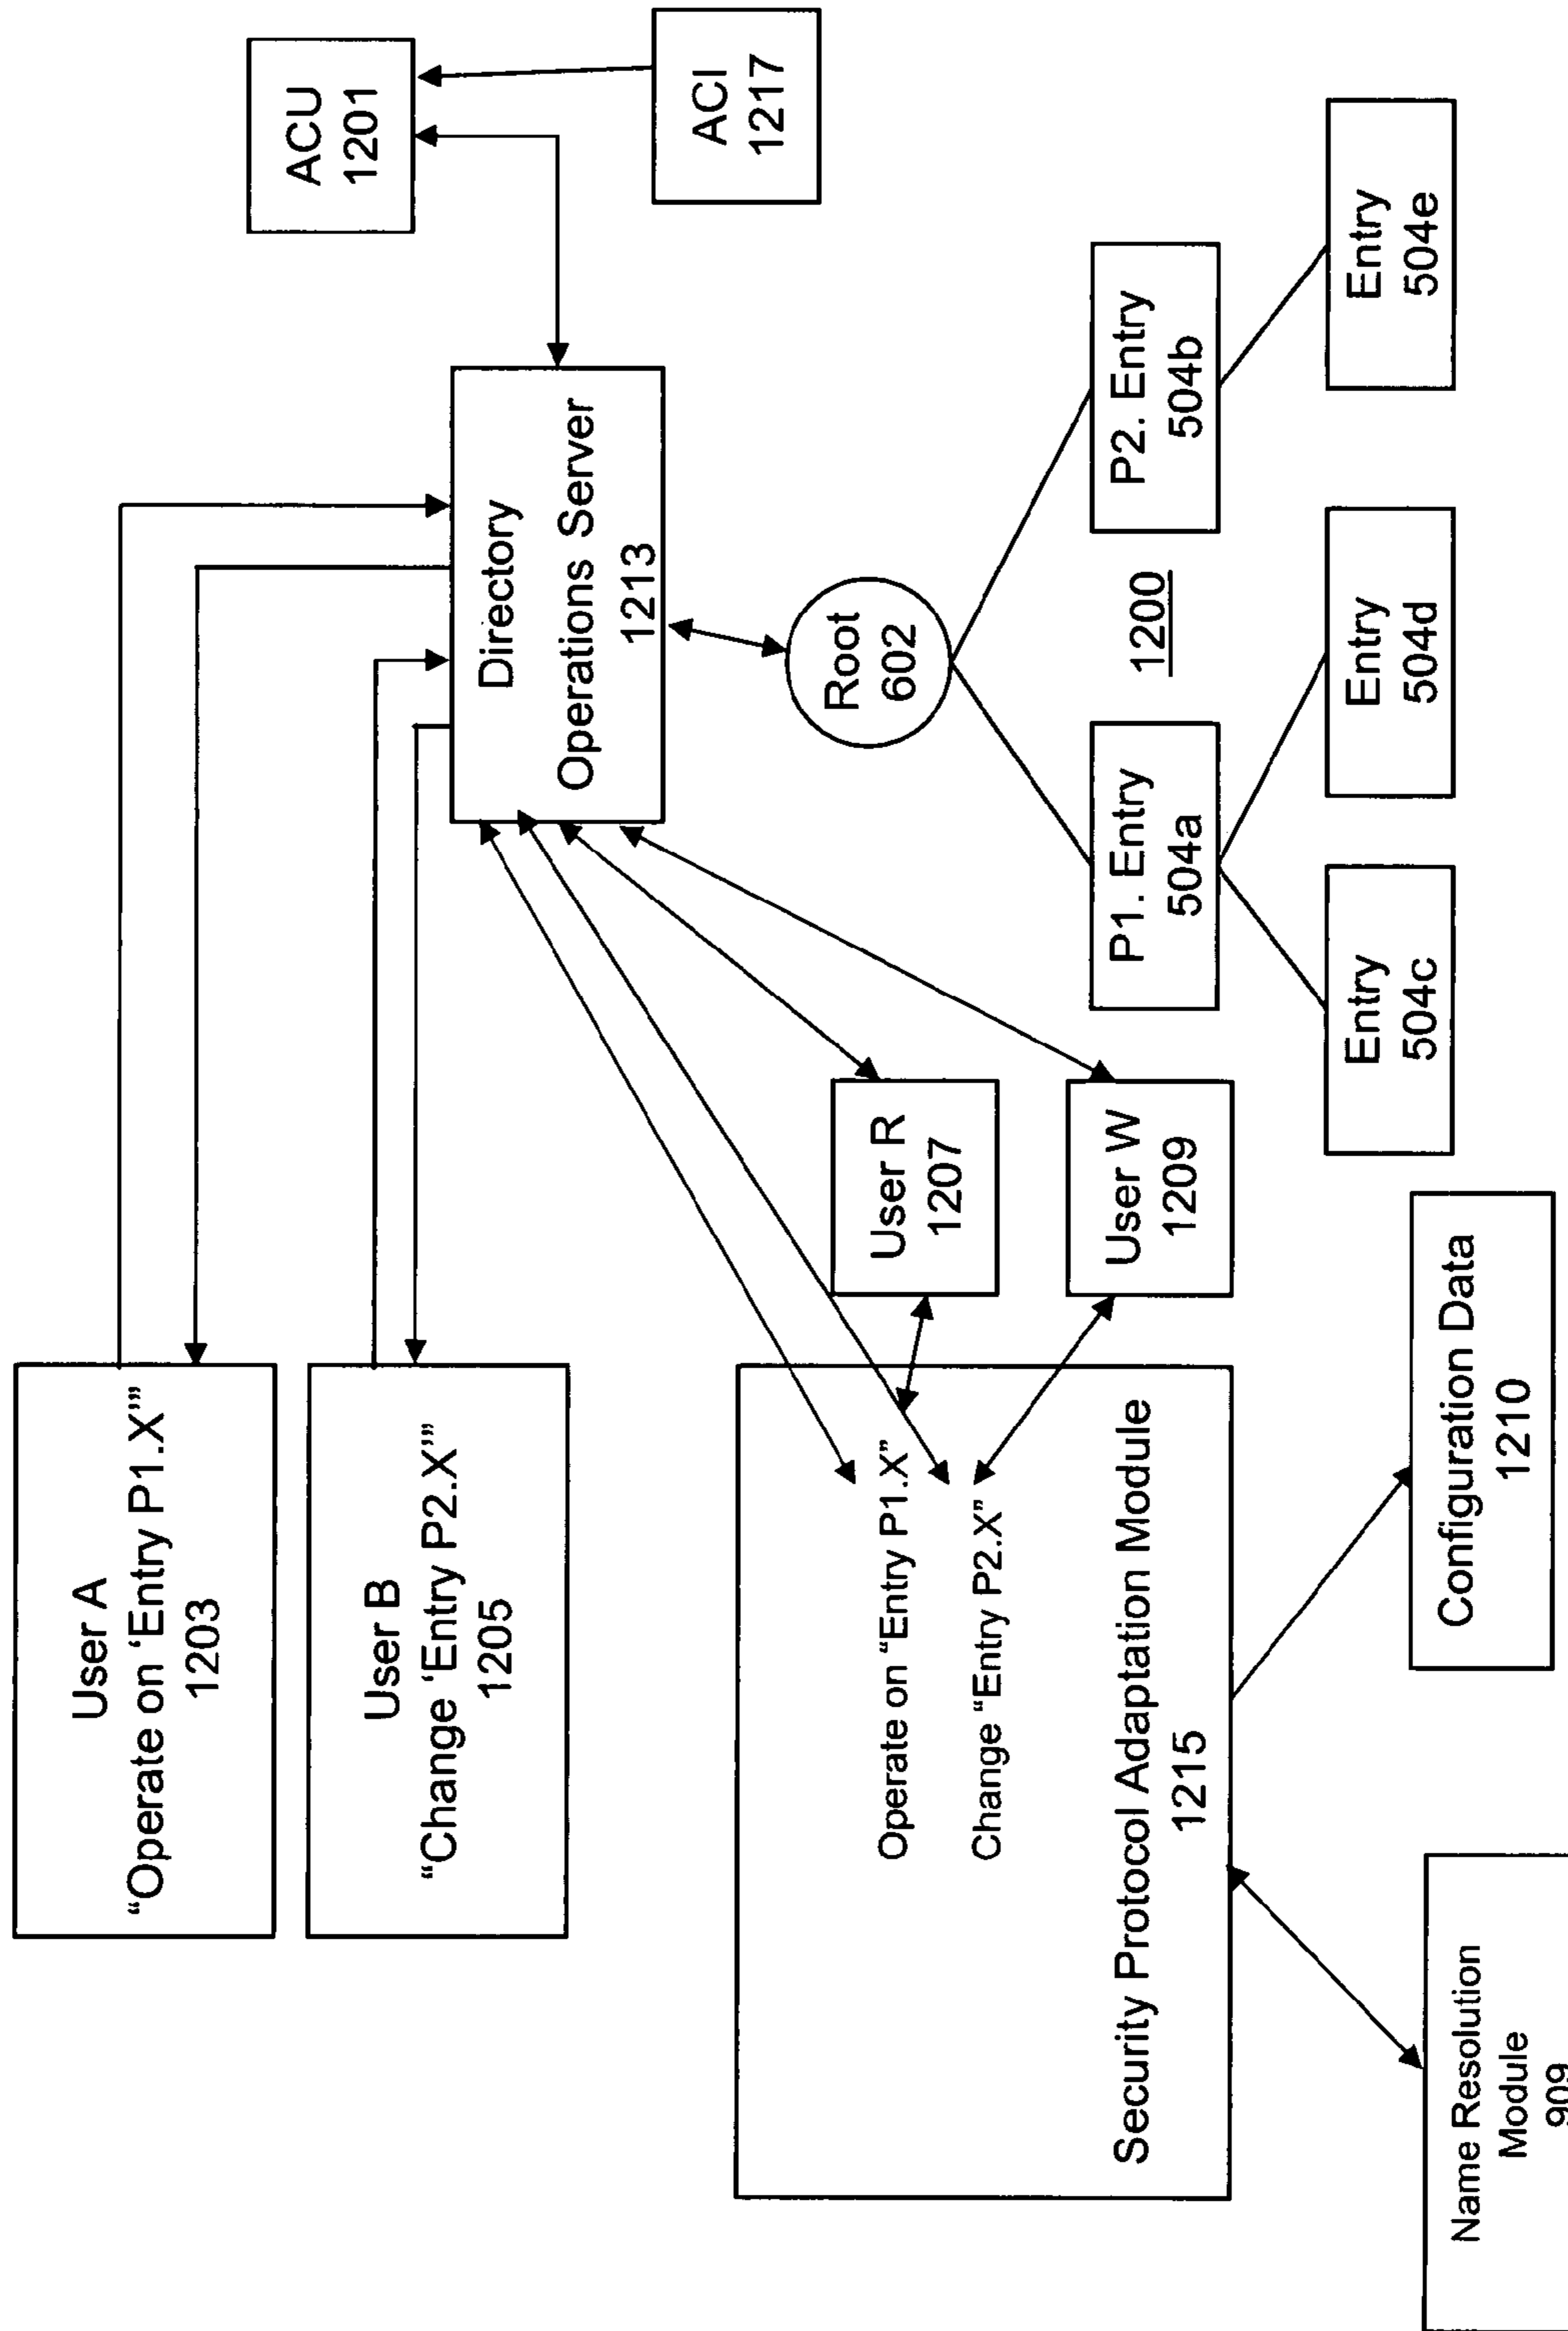 User A
“Operate on ‘Entry P1.X’”
1203
User B
“Change ‘Entry P2.X’”
1205
ACU
1201
ACI
1217
Directory
Operations Server
1213
Operate on “Entry P1.X”
Change “Entry P2.X”
Security Protocol Adaptation Module
1215
User R
1207
User W
1209
Root
602
1200
P1. Entry
504a
P2. Entry
504b
Entry
504c
Entry
504d
Entry
504e
Configuration Data
1210
Name Resolution
Module
909